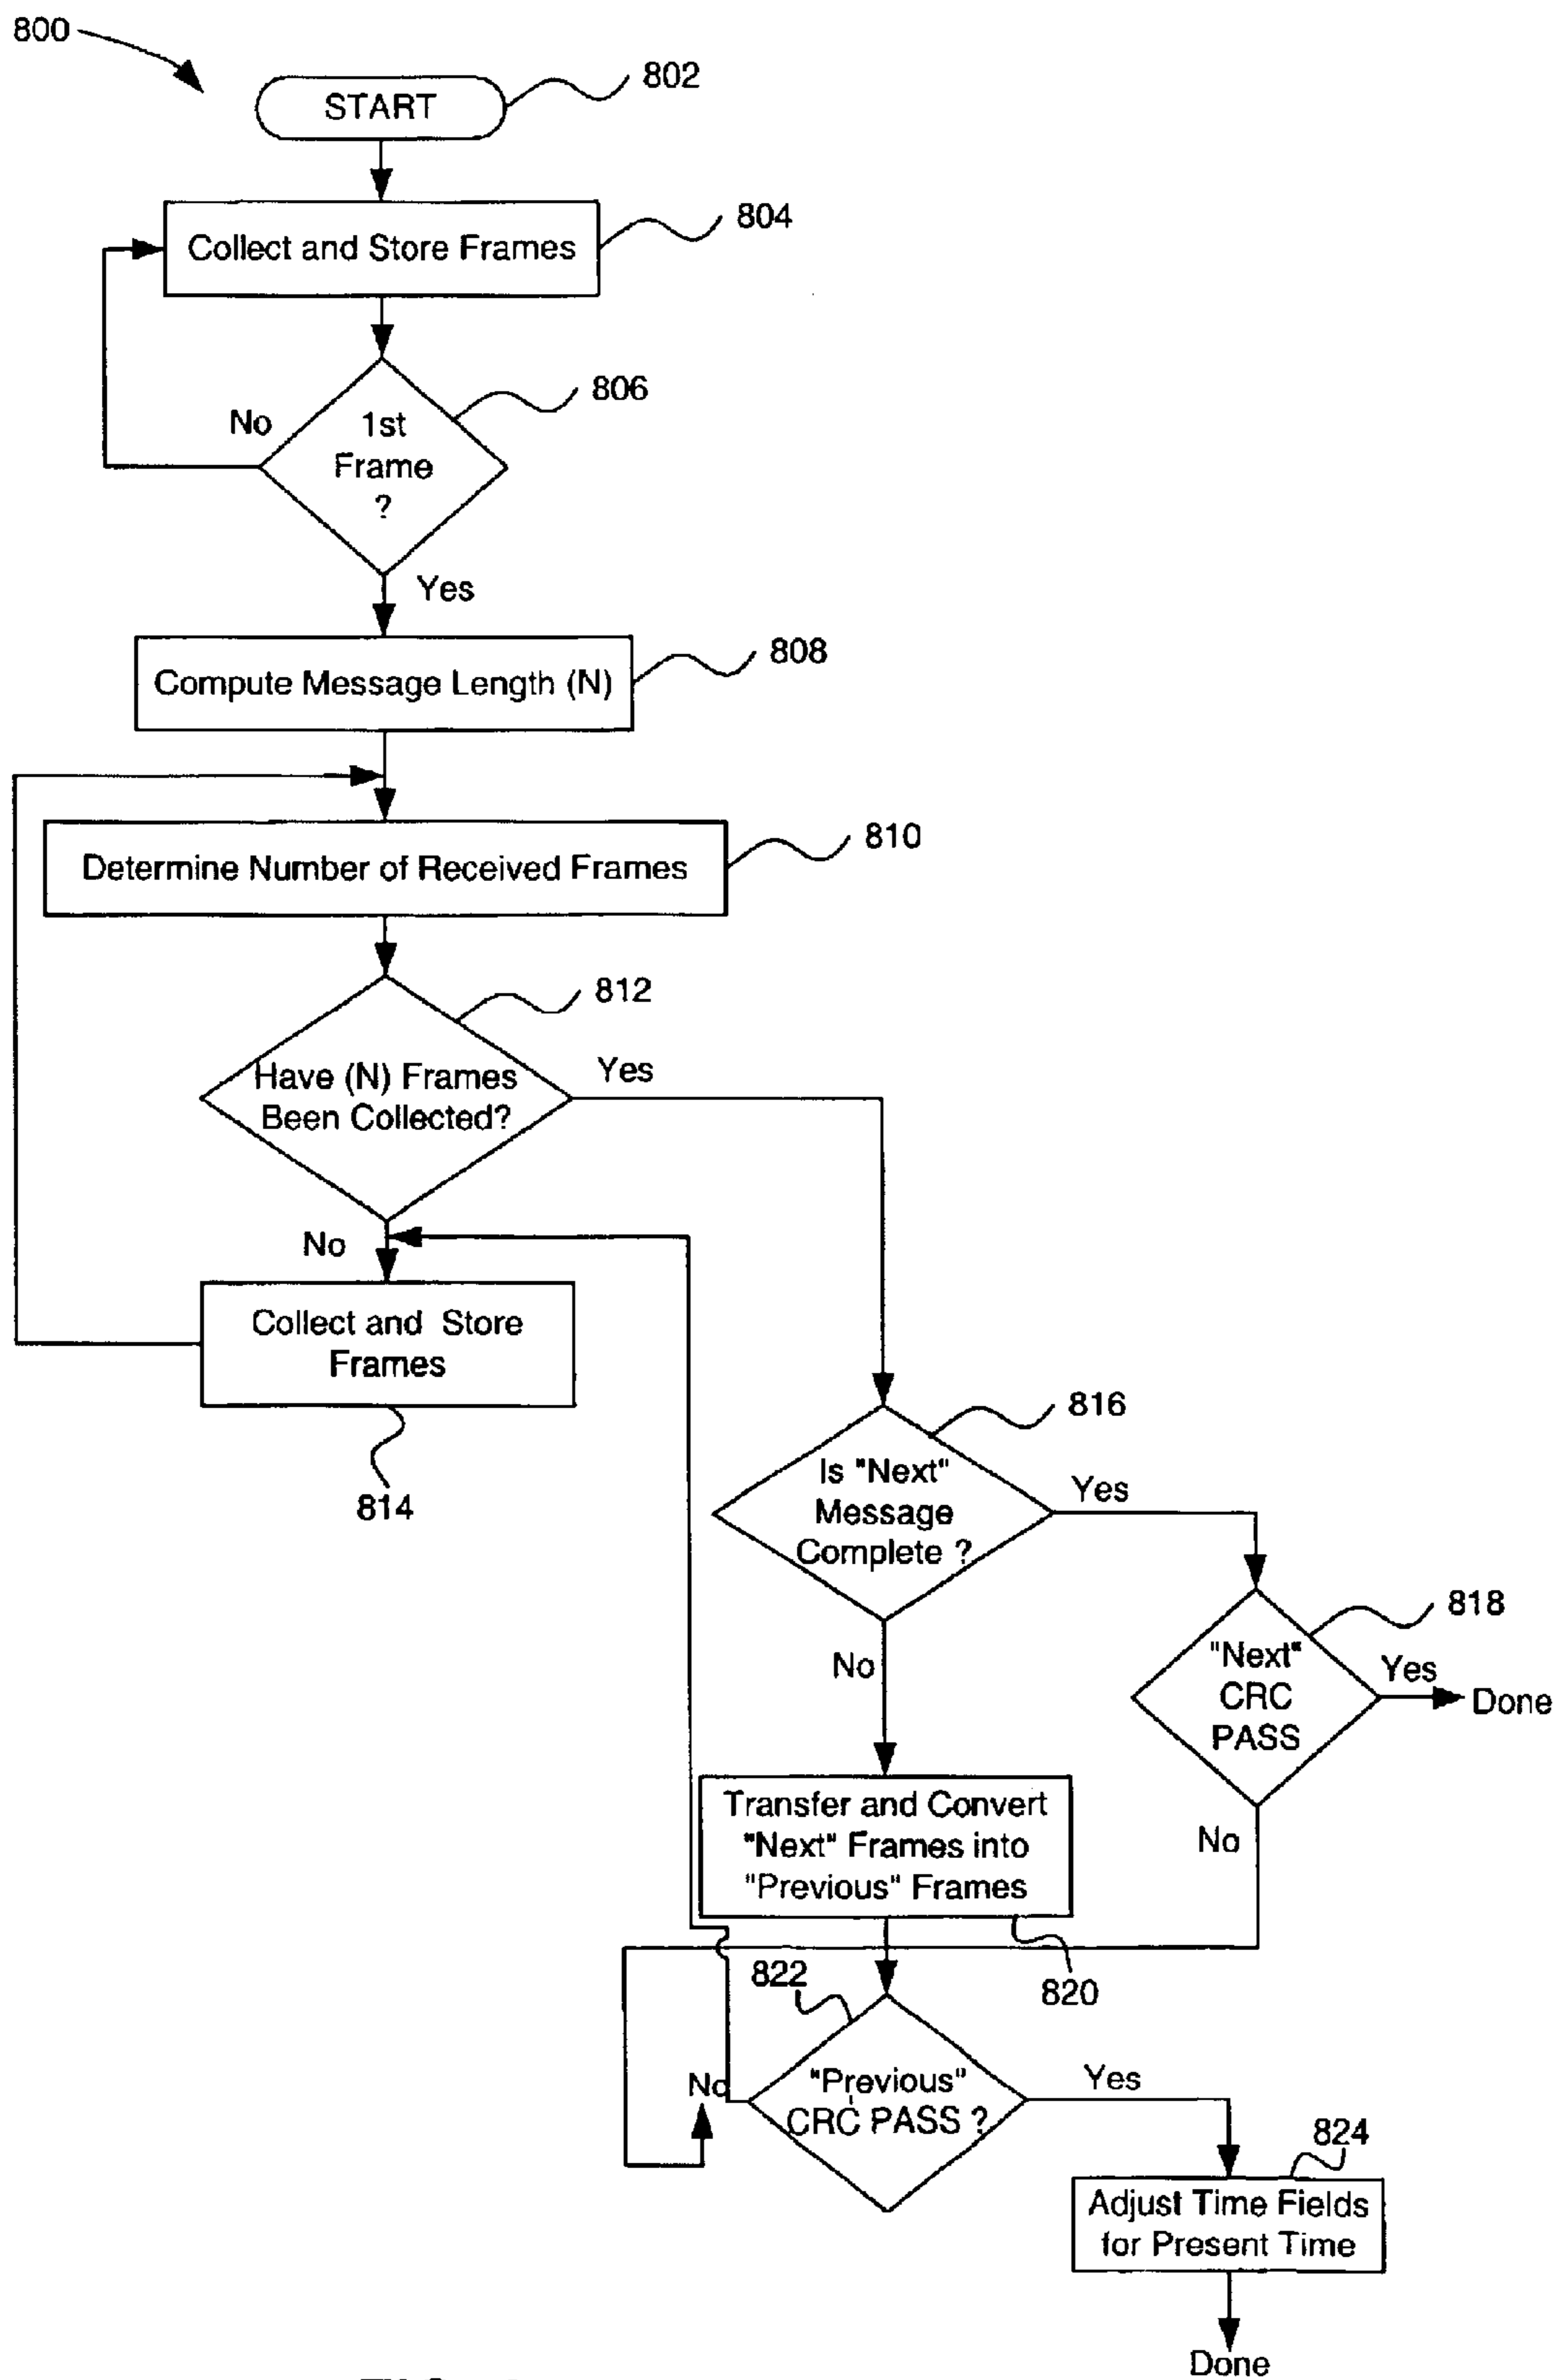 800
START
802
Collect and Store Frames
804
1st
Frame
?
806
No
Yes
Compute Message Length (N)
808
Determine Number of Received Frames
810
Have (N) Frames
Been Collected?
812
Yes
No
Collect and Store
Frames
814
Is "Next"
Message
Complete ?
816
Yes
No
"Next"
CRC
PASS
818
Yes
Done
No
Transfer and Convert
"Next" Frames into
"Previous" Frames
820
822
"Previous"
CRC PASS ?
No
Yes
824
Adjust Time Fields
for Present Time
Done